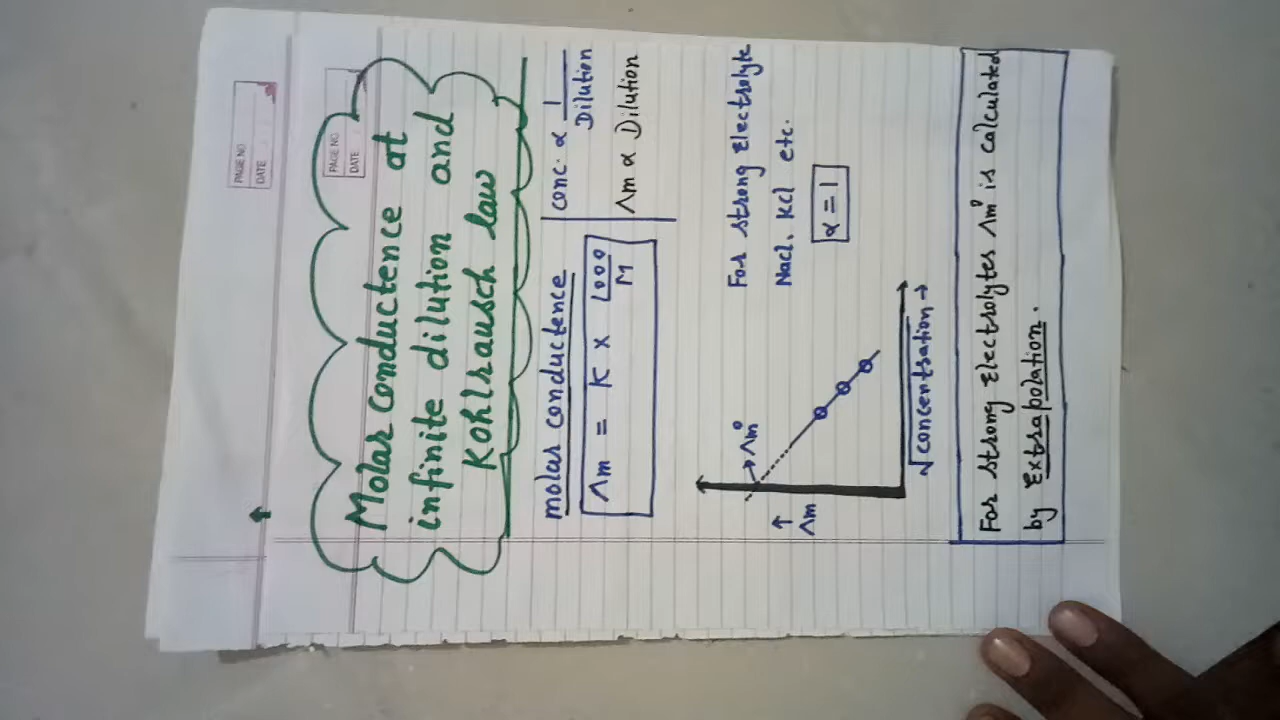 PAGE NO
DATE
PAGE NO
DATE
Molar conductence at
infinite dilution and
Kohlrausch law
molar conductence
Λm = K × 1000/M
conc. ∝ 1/Dilution
Λm ∝ Dilution
For strong Electrolyte
Nacl, Kcl etc.
∝ = 1
Λm°
↑
Λm
√concentration →
For strong Electrolytes Λm° is calculated
by Extrapolation.